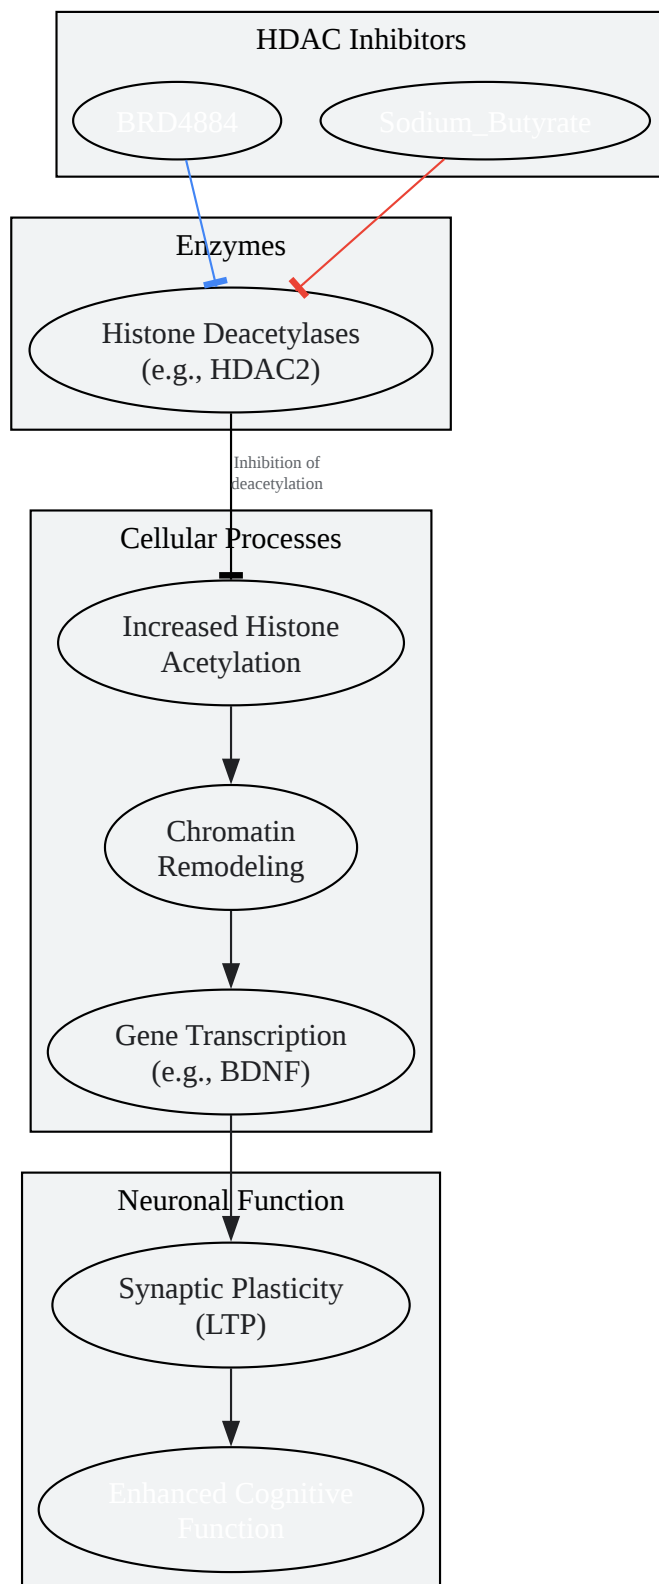 HDAC Inhibitors
BRD4884
Sodium_Butyrate
Enzymes
Histone Deacetylases
(e.g., HDAC2)
Inhibition of
deacetylation
Cellular Processes
Increased Histone
Acetylation
Chromatin
Remodeling
Gene Transcription
(e.g., BDNF)
Neuronal Function
Synaptic Plasticity
(LTP)
Enhanced Cognitive
Function